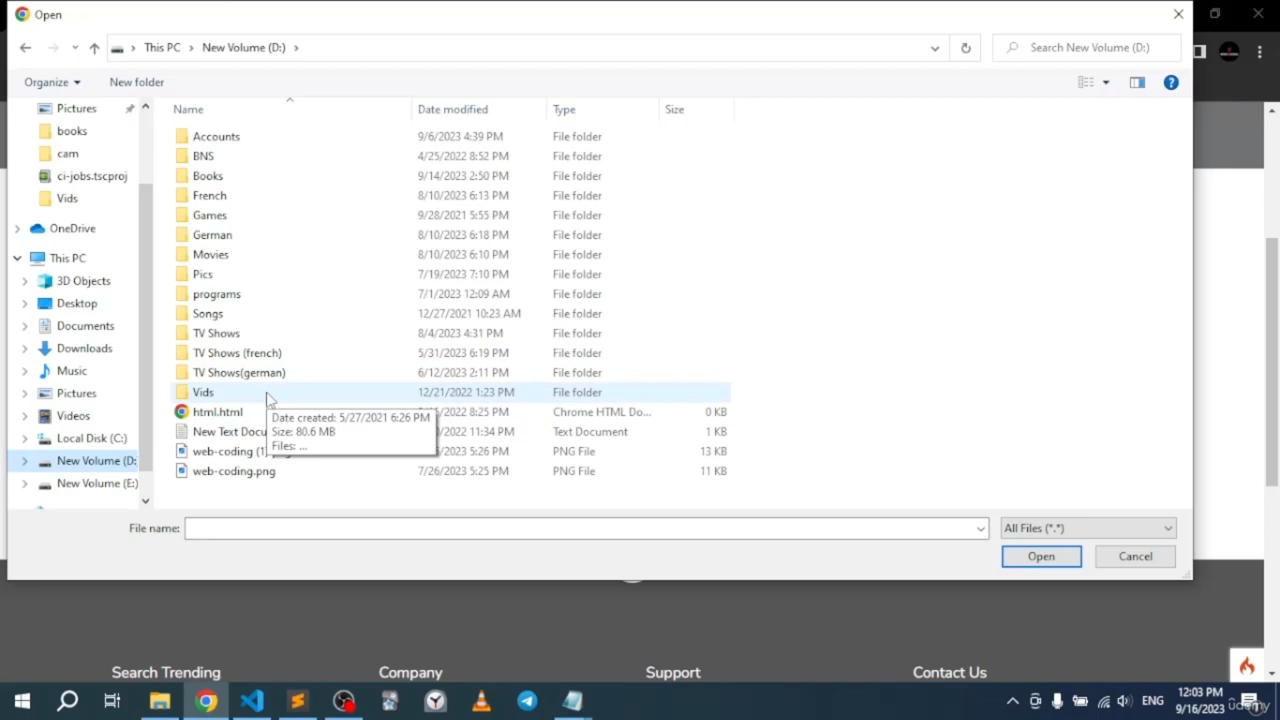 Open
This PC > New Volume (D:) >
Search New Volume (D:)
Organize
New folder
Name
Date modified
Type
Size
Pictures
books
cam
ci-jobs.tscproj
Vids
OneDrive
This PC
3D Objects
Desktop
Documents
Downloads
Music
Pictures
Videos
Local Disk (C:)
New Volume (D:
New Volume (E:)
Accounts 9/6/2023 4:39 PM File folder
BNS 4/25/2022 8:52 PM File folder
Books 9/14/2023 2:50 PM File folder
French 8/10/2023 6:13 PM File folder
Games 9/28/2021 5:55 PM File folder
German 8/10/2023 6:18 PM File folder
Movies 8/10/2023 6:10 PM File folder
Pics 7/19/2023 7:10 PM File folder
programs 7/1/2023 12:09 AM File folder
Songs 12/27/2021 10:23 AM File folder
TV Shows 8/4/2023 4:31 PM File folder
TV Shows (french) 5/31/2023 6:19 PM File folder
TV Shows(german) 6/12/2023 2:11 PM File folder
Vids 12/21/2022 1:23 PM File folder
html.html 2022 8:25 PM Chrome HTML Do... 0 KB
New Text Docu 2022 11:34 PM Text Document 1 KB
web-coding (1) 2023 5:26 PM PNG File 13 KB
web-coding.png 7/26/2023 5:25 PM PNG File 11 KB
Date created: 5/27/2021 6:26 PM
Size: 80.6 MB
Files: ...
File name:
All Files (*.*)
Open
Cancel
Search Trending
Company
Support
Contact Us
ENG
12:03 PM
9/16/2023
udemy